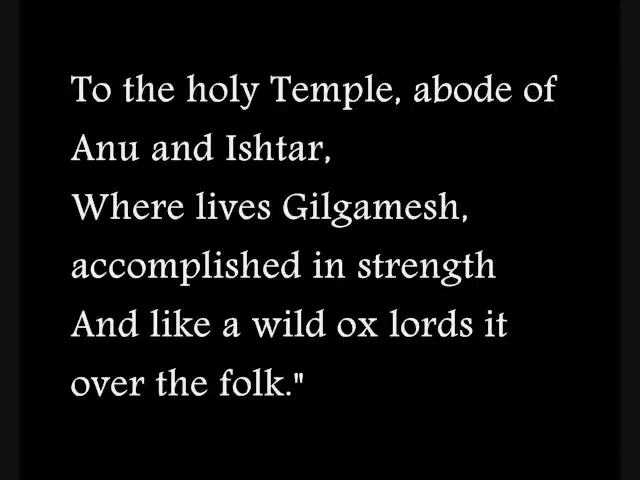 To the holy Temple, abode of
Anu and Ishtar,
Where lives Gilgamesh,
accomplished in strength
And like a wild ox lords it
over the folk."